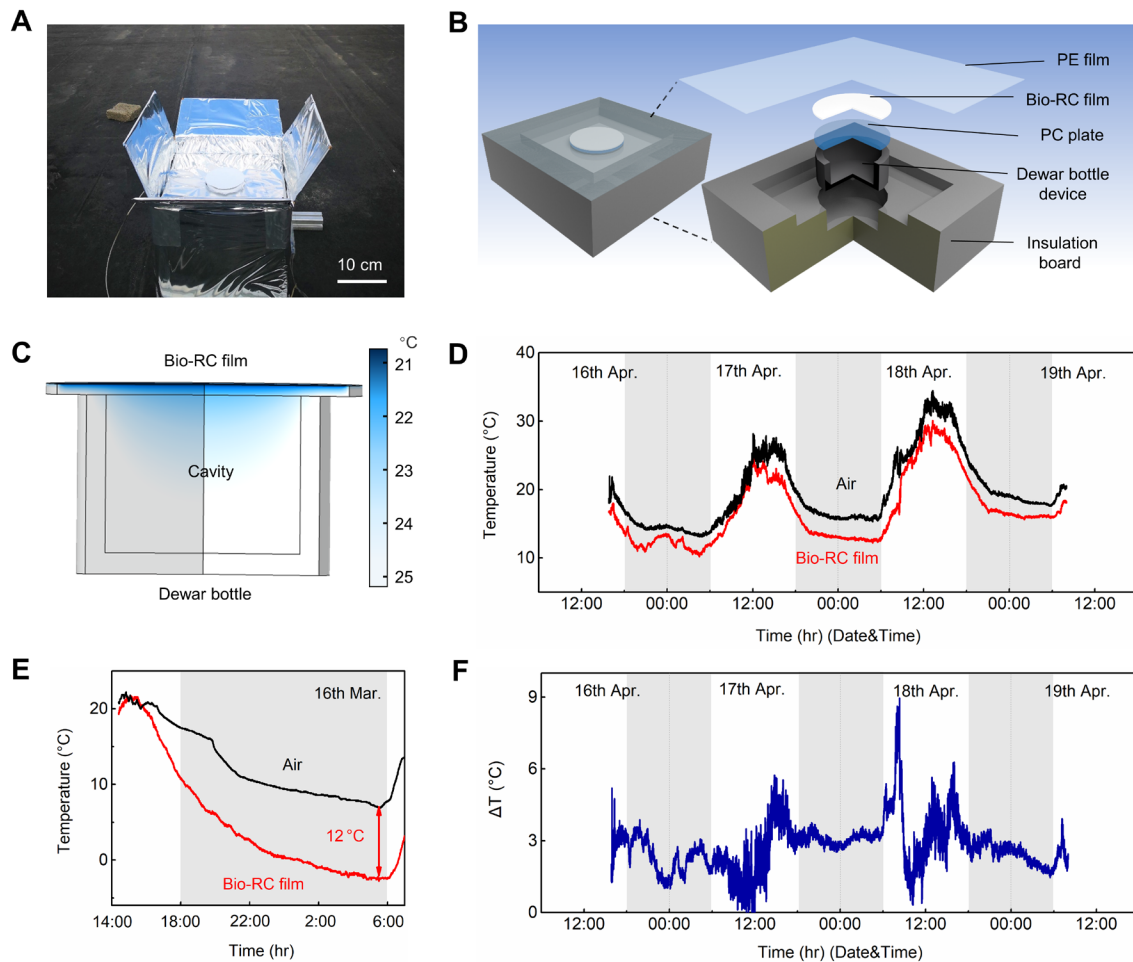 A
10 cm
B
PE film
Bio-RC film
PC plate
Dewar bottle
device
Insulation
board
C
°C
Bio-RC film
21
22
23
24
25
Cavity
Dewar bottle
D
Temperature (°C)
40
30
20
10
16th Apr.
17th Apr.
18th Apr.
19th Apr.
Air
Bio-RC film
12:00
00:00
12:00
00:00
12:00
00:00
12:00
Time (hr) (Date&Time)
E
Temperature (°C)
20
10
0
16th Mar.
Air
12 °C
Bio-RC film
14:00
18:00
22:00
2:00
6:00
Time (hr)
F
ΔT (°C)
9
6
3
0
16th Apr.
17th Apr.
18th Apr.
19th Apr.
12:00
00:00
12:00
00:00
12:00
00:00
12:00
Time (hr) (Date&Time)